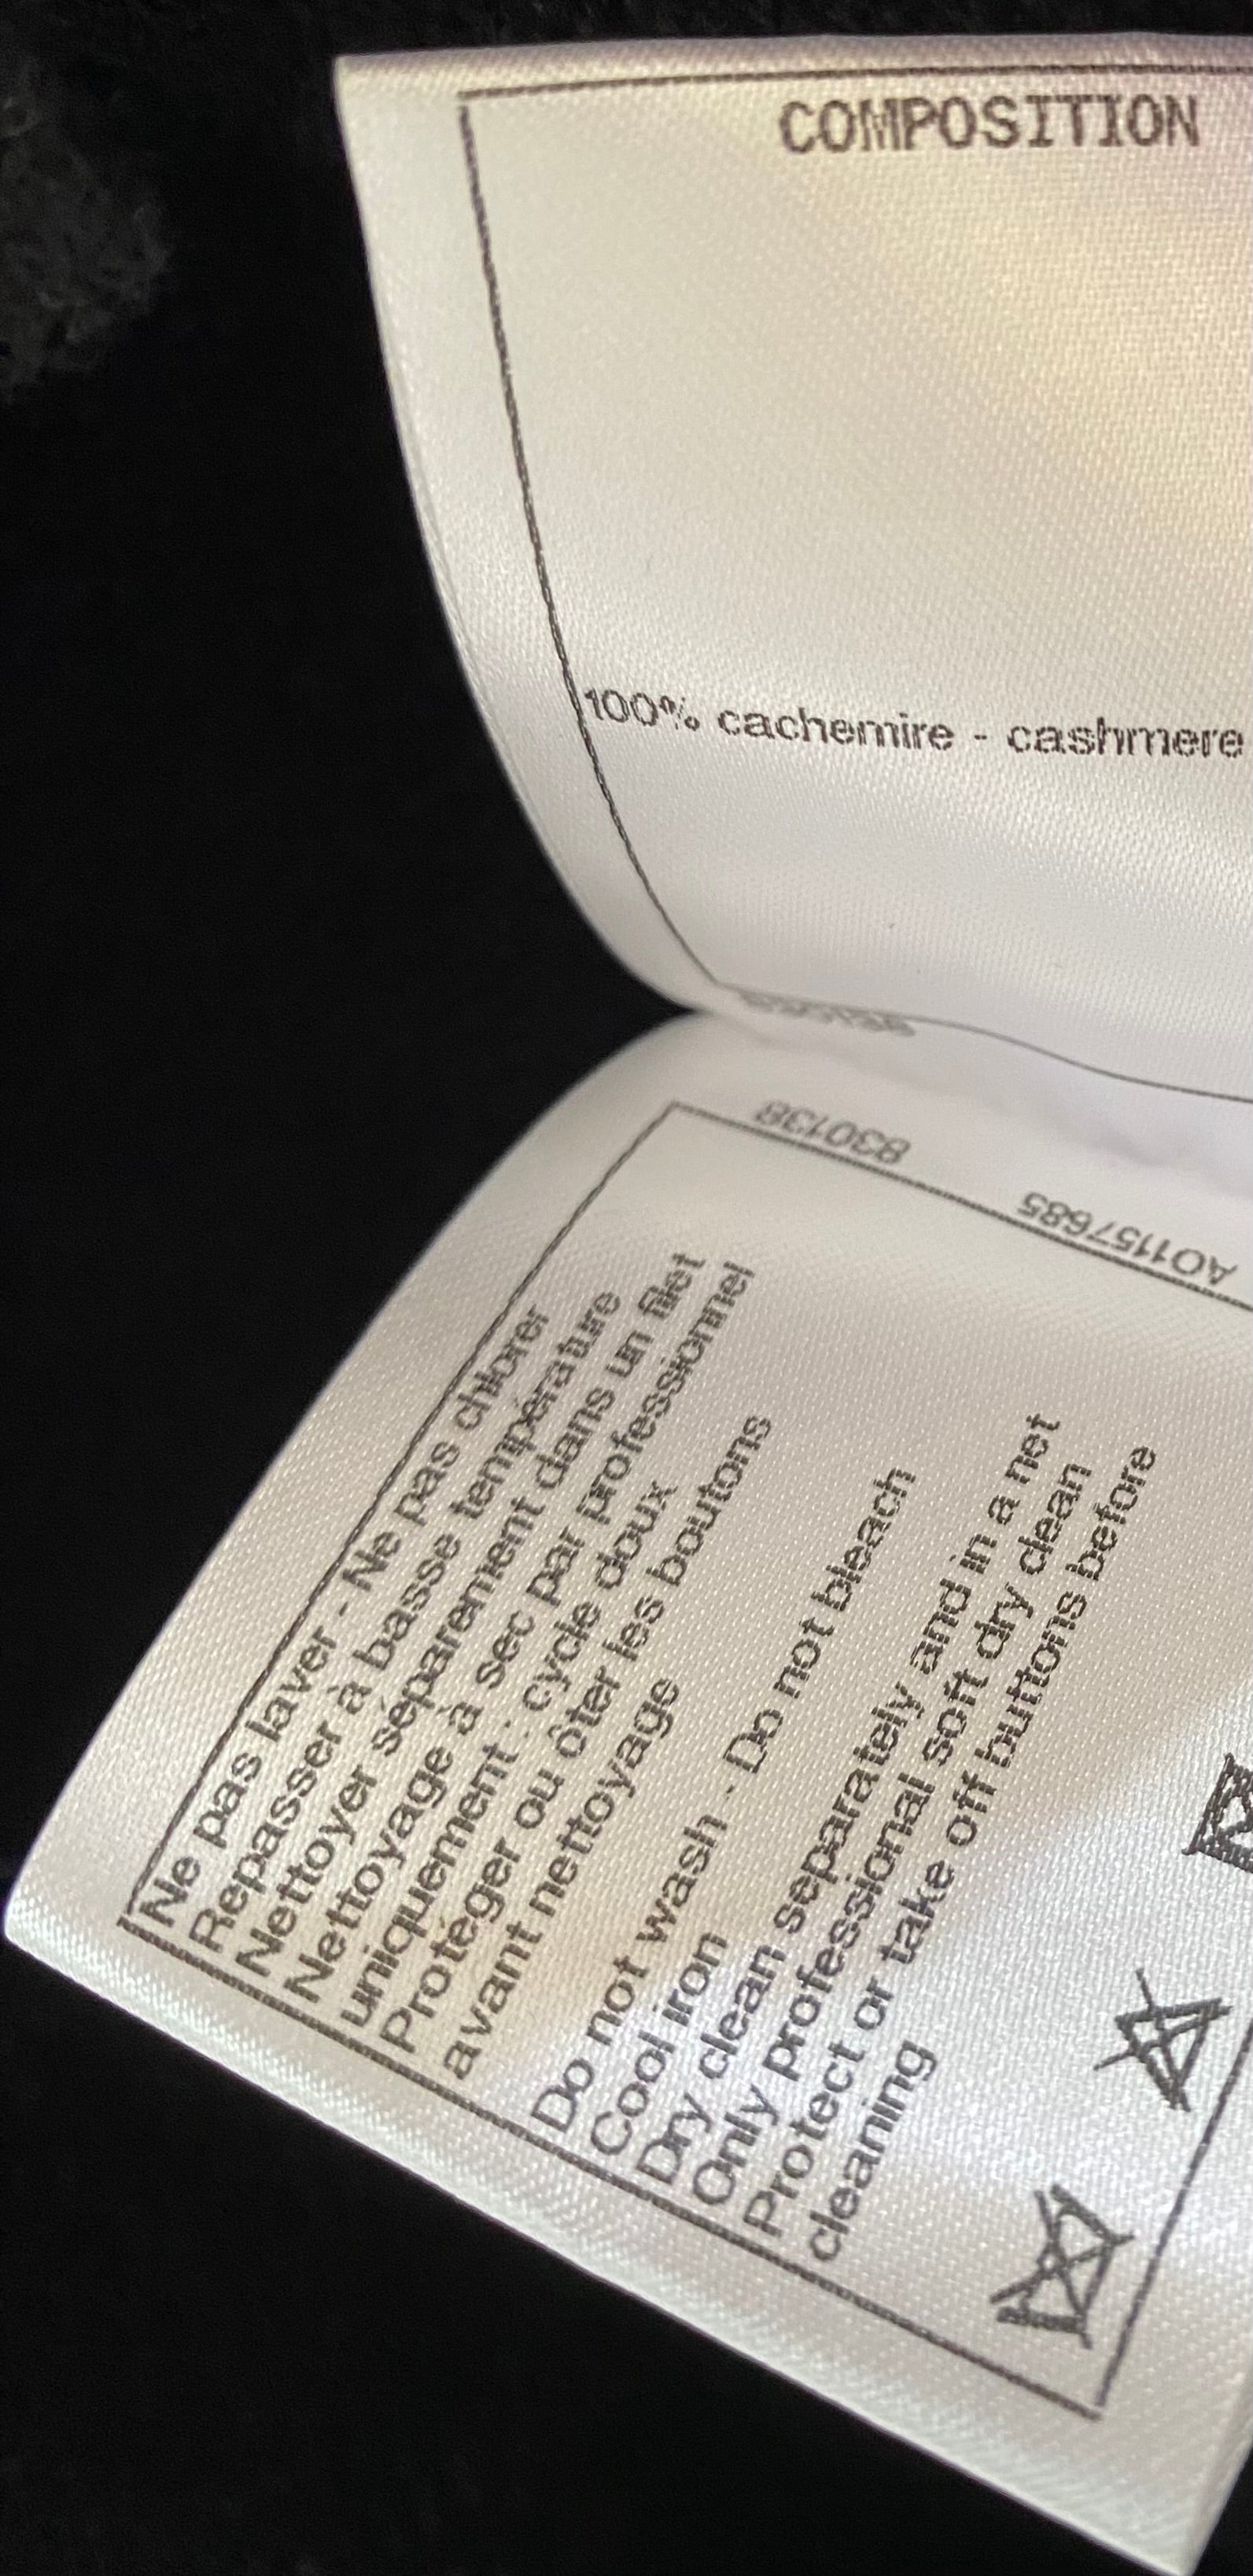 COMPOSITION
100% cachemire - cashmere
830138
A01157685
Ne pas laver - Ne pas chlorer
Repasser à basse température
Nettoyer séparement dans un filet
Nettoyage à sec par professionnel
uniquement : cycle doux
Protéger ou ôter les boutons
avant nettoyage
Do not wash - Do not bleach
Cool iron
Dry clean separately and in a net
Only professional soft dry clean
Protect or take off buttons before
cleaning